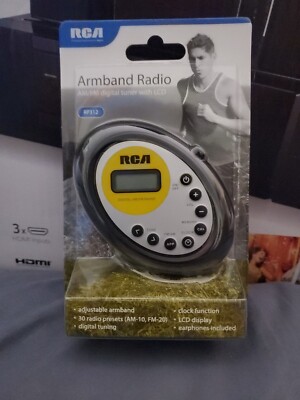 RCA
Armband Radio
AM/FM digital tuner with LCD
RP312
RCA
3x
HDMI
• adjustable armband
• 30 radio presets (AM-10, FM-20)
• digital tuning
• clock function
• LCD display
• earphones included